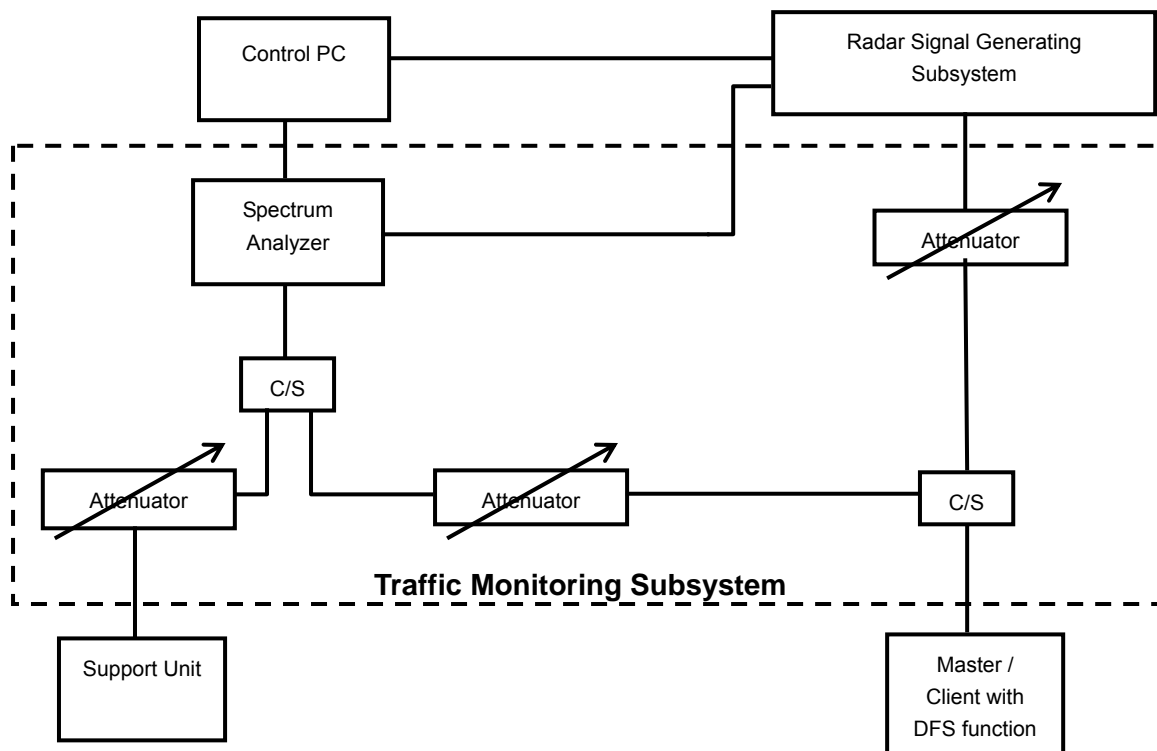 Control PC
Radar Signal Generating
Subsystem
Spectrum
Analyzer
Attenuator
C/S
Attenuator
Attenuator
C/S
Traffic Monitoring Subsystem
Support Unit
Master /
Client with
DFS function